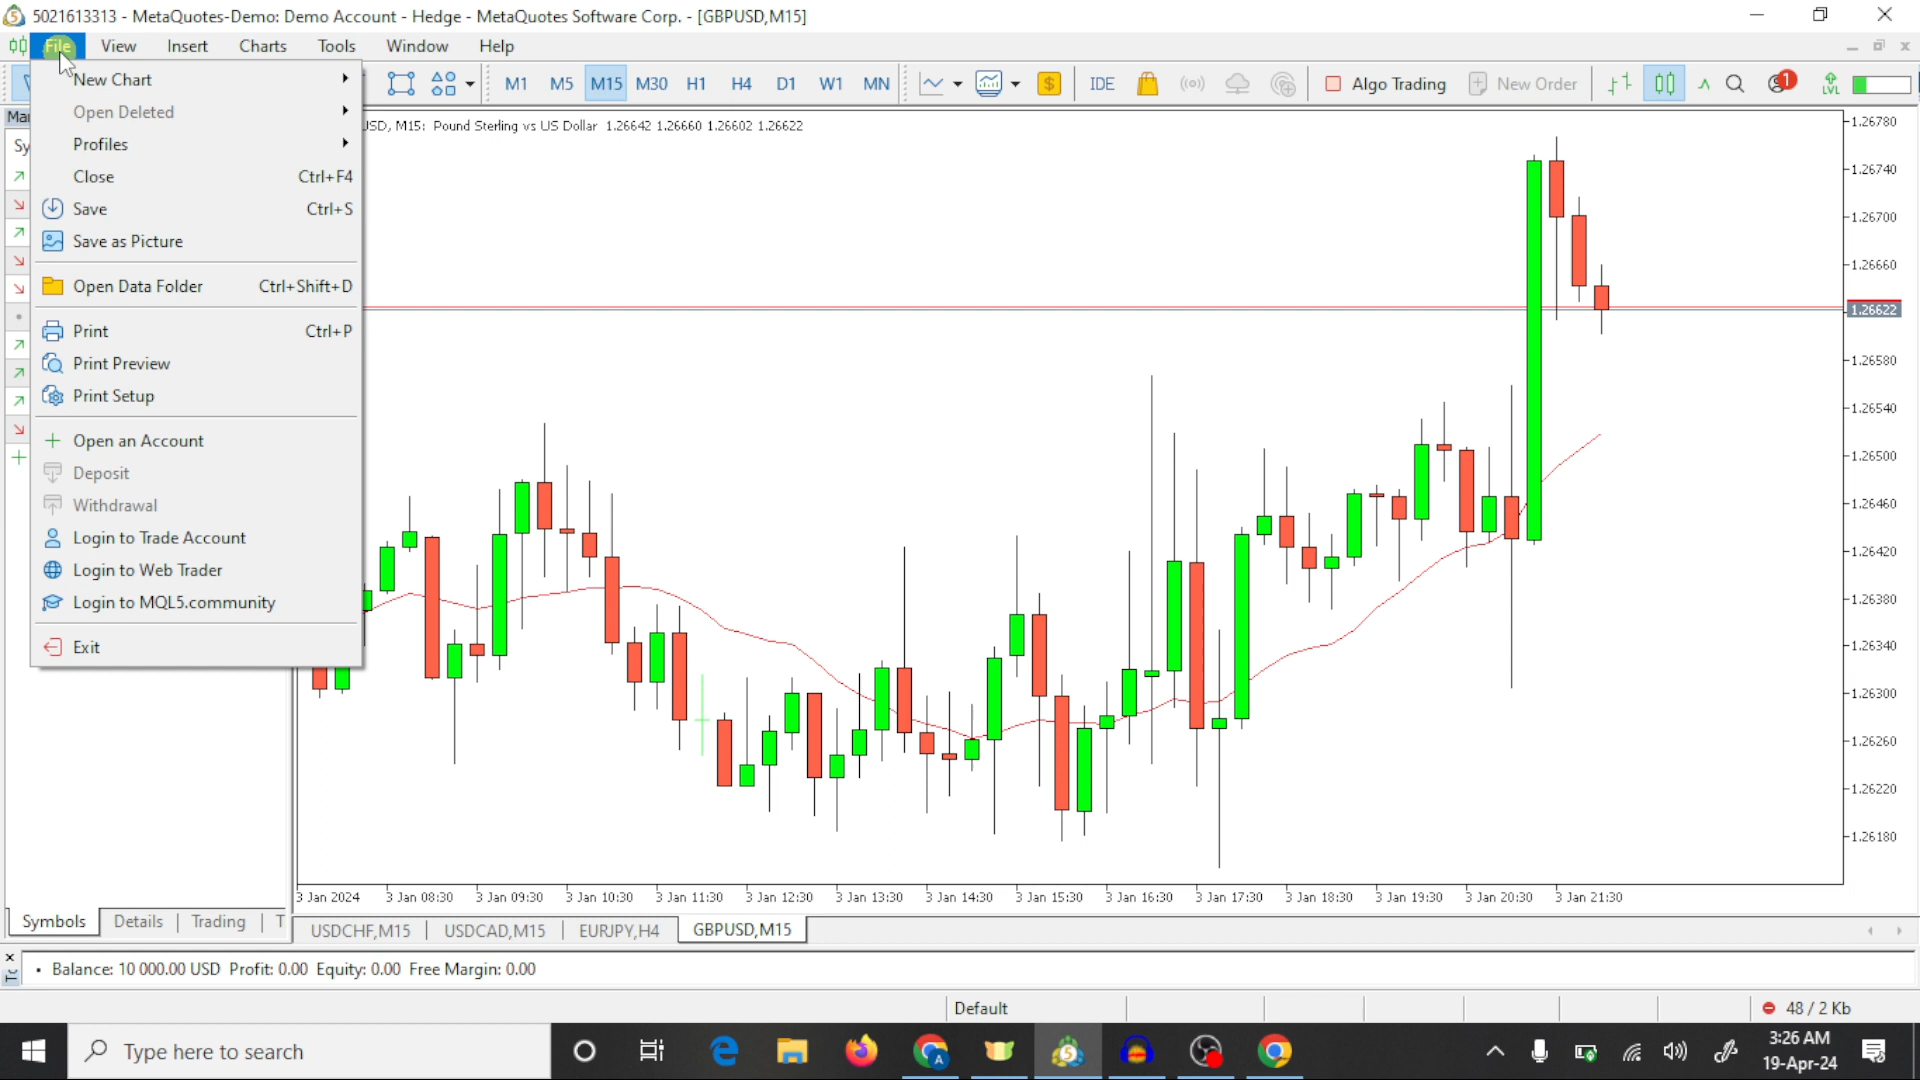 5021613313 - MetaQuotes-Demo: Demo Account - Hedge - MetaQuotes Software Corp. - [GBPUSD,M15]
File View Insert Charts Tools Window Help
M1 M5 M15 M30 H1 H4 D1 W1 MN IDE Algo Trading New Order LVL 1
New Chart
Open Deleted
Profiles
Close Ctrl+F4
Save Ctrl+S
Save as Picture
Open Data Folder Ctrl+Shift+D
Print Ctrl+P
Print Preview
Print Setup
Open an Account
Deposit
Withdrawal
Login to Trade Account
Login to Web Trader
Login to MQL5.community
Exit
Mar
Sy
JSD, M15: Pound Sterling vs US Dollar 1.26642 1.26660 1.26602 1.26622
1.26780
1.26740
1.26700
1.26660
1.26622
1.26580
1.26540
1.26500
1.26460
1.26420
1.26380
1.26340
1.26300
1.26260
1.26220
1.26180
3 Jan 2024 3 Jan 08:30 3 Jan 09:30 3 Jan 10:30 3 Jan 11:30 3 Jan 12:30 3 Jan 13:30 3 Jan 14:30 3 Jan 15:30 3 Jan 16:30 3 Jan 17:30 3 Jan 18:30 3 Jan 19:30 3 Jan 20:30 3 Jan 21:30
Symbols Details Trading T
USDCHF,M15 USDCAD,M15 EURJPY,H4 GBPUSD,M15
Balance: 10 000.00 USD Profit: 0.00 Equity: 0.00 Free Margin: 0.00
Default
48 / 2 Kb
Type here to search
3:26 AM
19-Apr-24